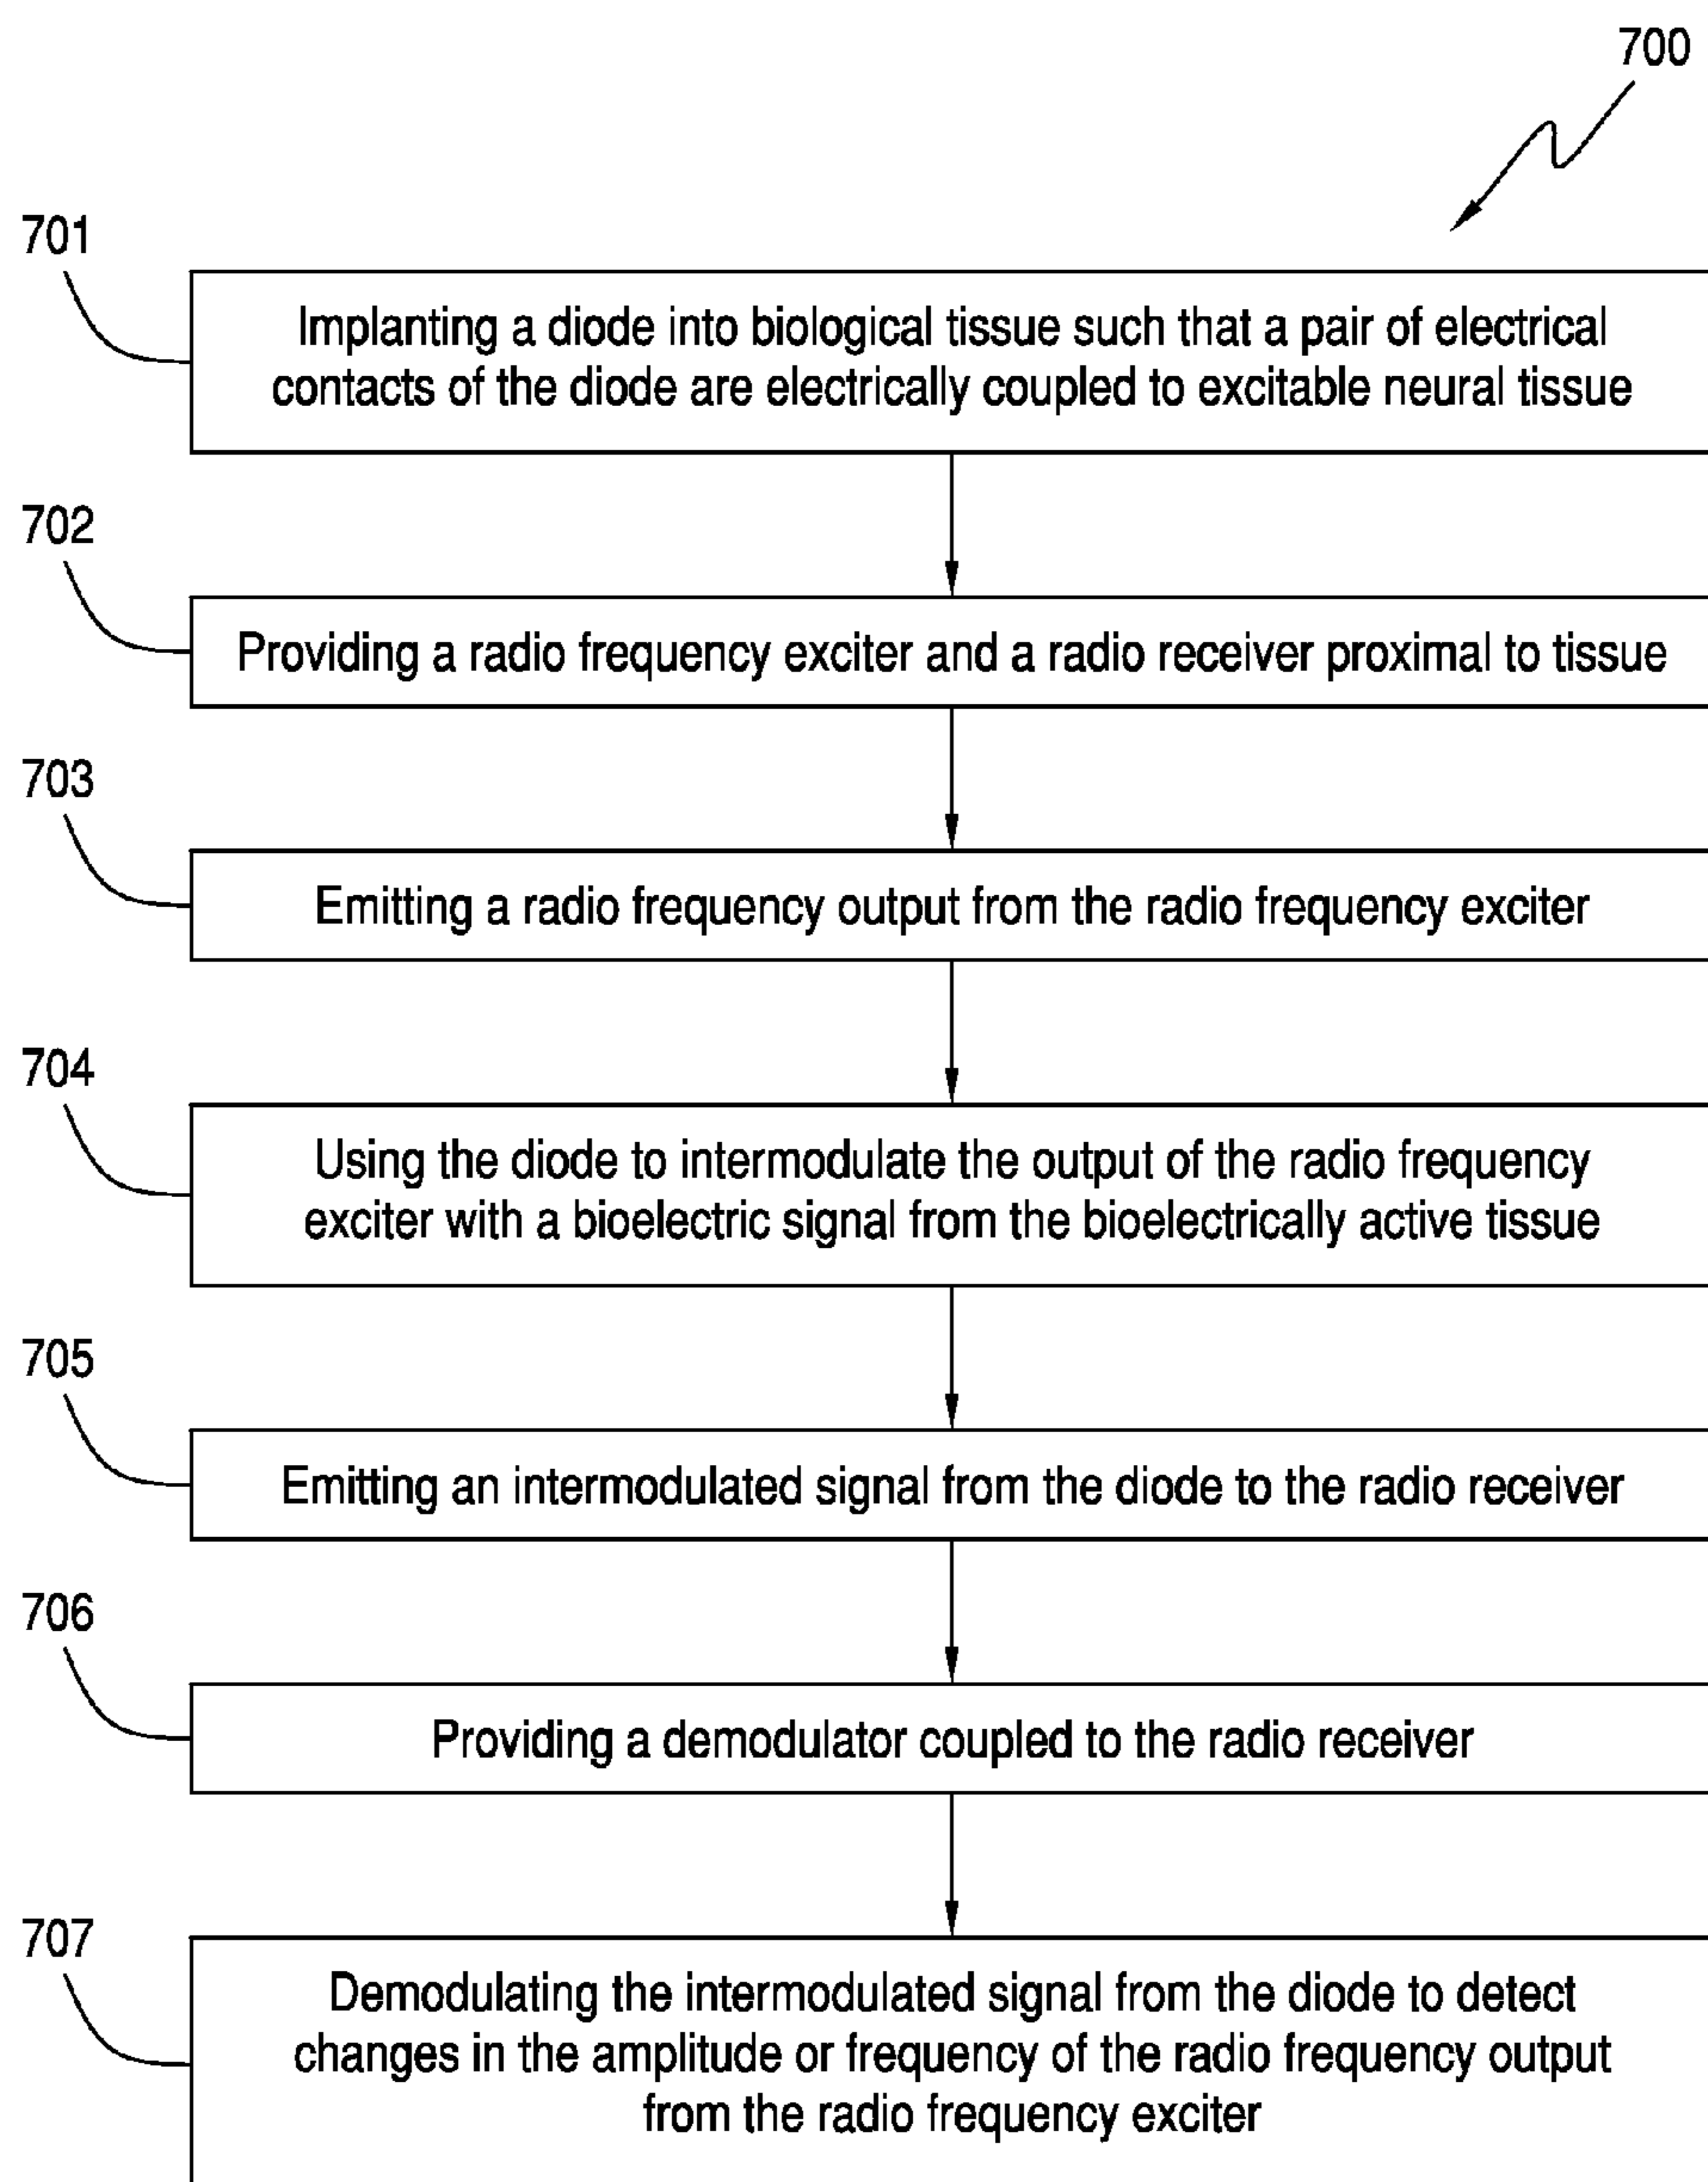 700
701
Implanting a diode into biological tissue such that a pair of electrical
contacts of the diode are electrically coupled to excitable neural tissue
702
Providing a radio frequency exciter and a radio receiver proximal to tissue
703
Emitting a radio frequency output from the radio frequency exciter
704
Using the diode to intermodulate the output of the radio frequency
exciter with a bioelectric signal from the bioelectrically active tissue
705
Emitting an intermodulated signal from the diode to the radio receiver
706
Providing a demodulator coupled to the radio receiver
707
Demodulating the intermodulated signal from the diode to detect
changes in the amplitude or frequency of the radio frequency output
from the radio frequency exciter